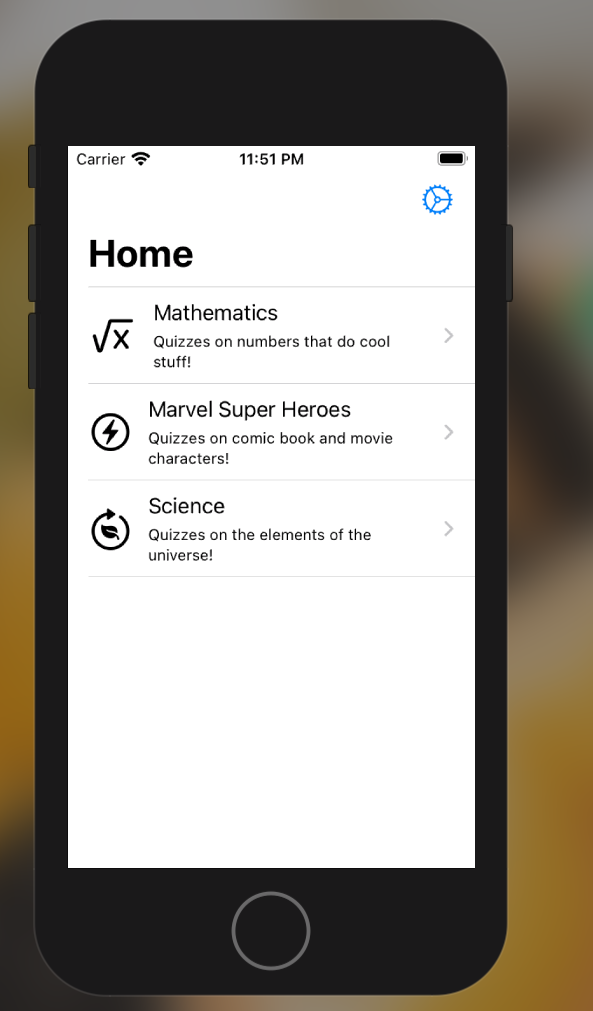 Carrier 11:51 PM
Home
Mathematics
Quizzes on numbers that do cool
stuff!
Marvel Super Heroes
Quizzes on comic book and movie
characters!
Science
Quizzes on the elements of the
universe!